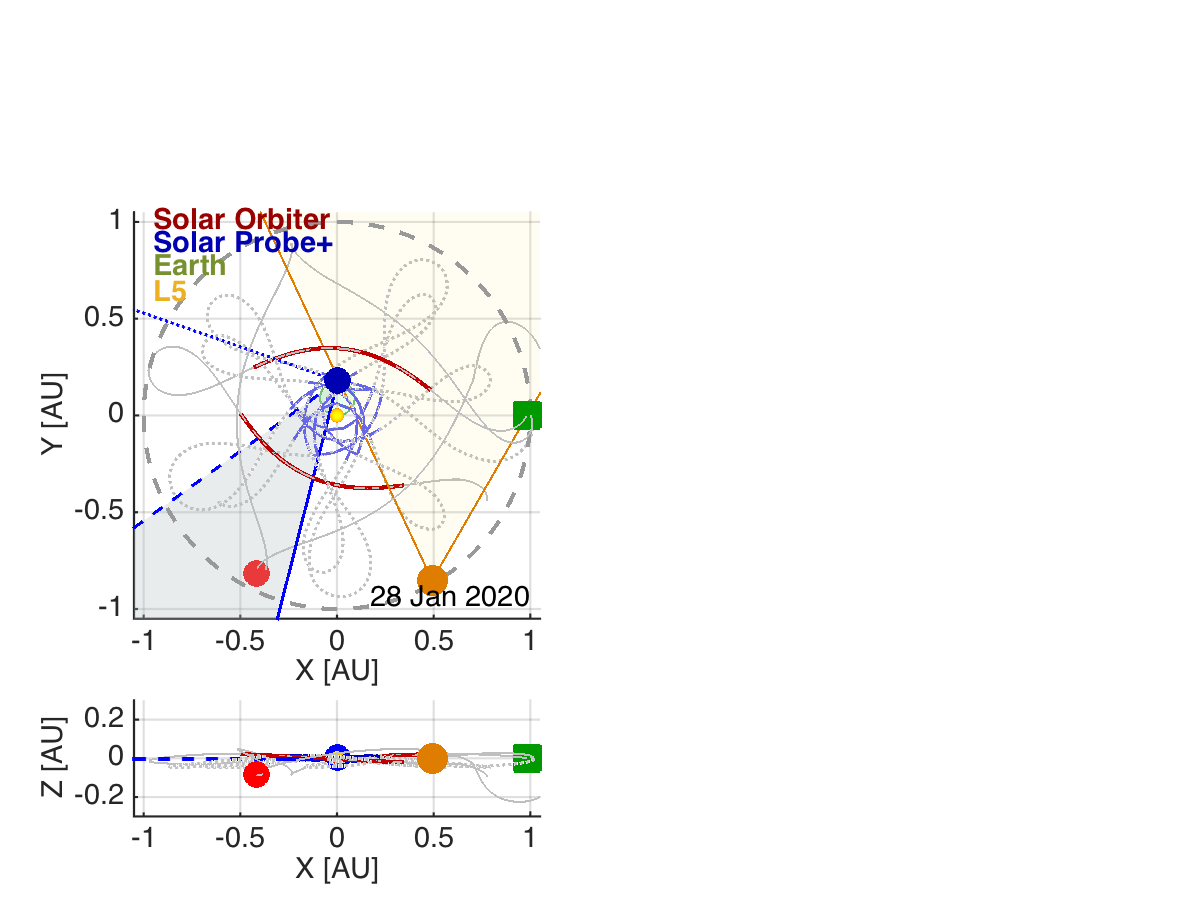 Solar Orbiter
Solar Probe+
Earth
L5
1
0.5
0
-0.5
-1
Y [AU]
28 Jan 2020
-1 -0.5 0 0.5 1
X [AU]
0.2
0
-0.2
Z [AU]
-1 -0.5 0 0.5 1
X [AU]